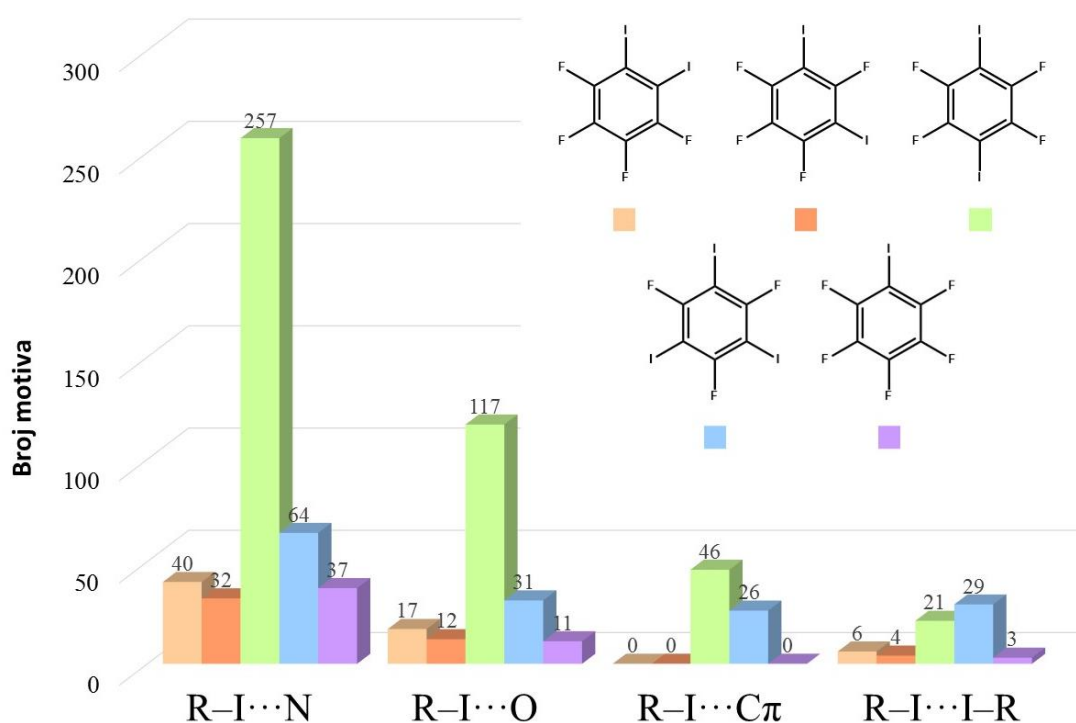 300
250
200
150
100
50
0
Broj motiva
I
F
I
F
F
F
I
F
F
F
I
F
I
F
F
F
F
I
I
F
F
I
I
F
I
F
F
F
F
F
257
40
32
64
37
117
17
12
31
11
0
0
46
26
0
6
4
21
29
3
R–I···N
R–I···O
R–I···Cπ
R–I···I–R